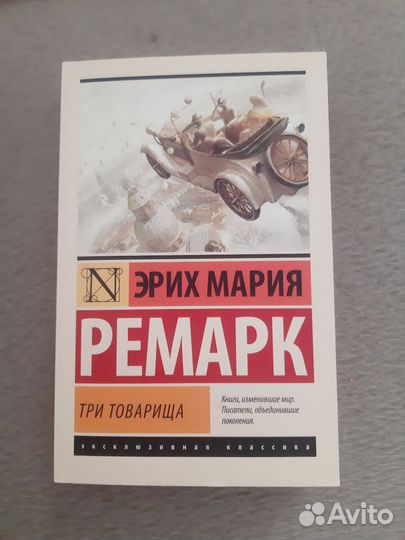 N
ЭРИХ МАРИЯ
РЕМАРК
ТРИ ТОВАРИЩА
Книги, изменившие мир.
Писатели, объединившие
поколения.
эксклюзивная классика
Avito